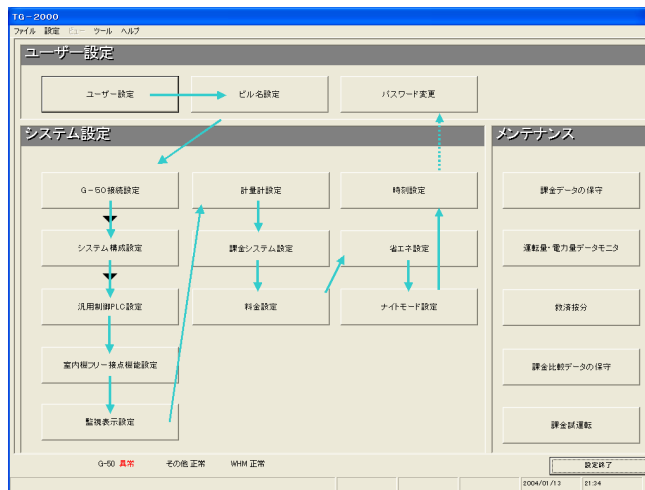 TG-2000
ファイル 設定 ビュー ツール ヘルプ
ユーザー設定
ユーザー設定
ビル名設定
パスワード変更
システム設定
メンテナンス
G-50接続設定
計量計設定
時刻設定
課金データの保守
システム構成設定
課金システム設定
省エネ設定
運転量・電力量データモニタ
汎用制御PLC設定
料金設定
ナイトモード設定
救済按分
室内機フリー接点機能設定
課金比較データの保守
監視表示設定
課金試運転
G-50 異常 その他 正常 WHM 正常
設定終了
2004/01/13 21:34